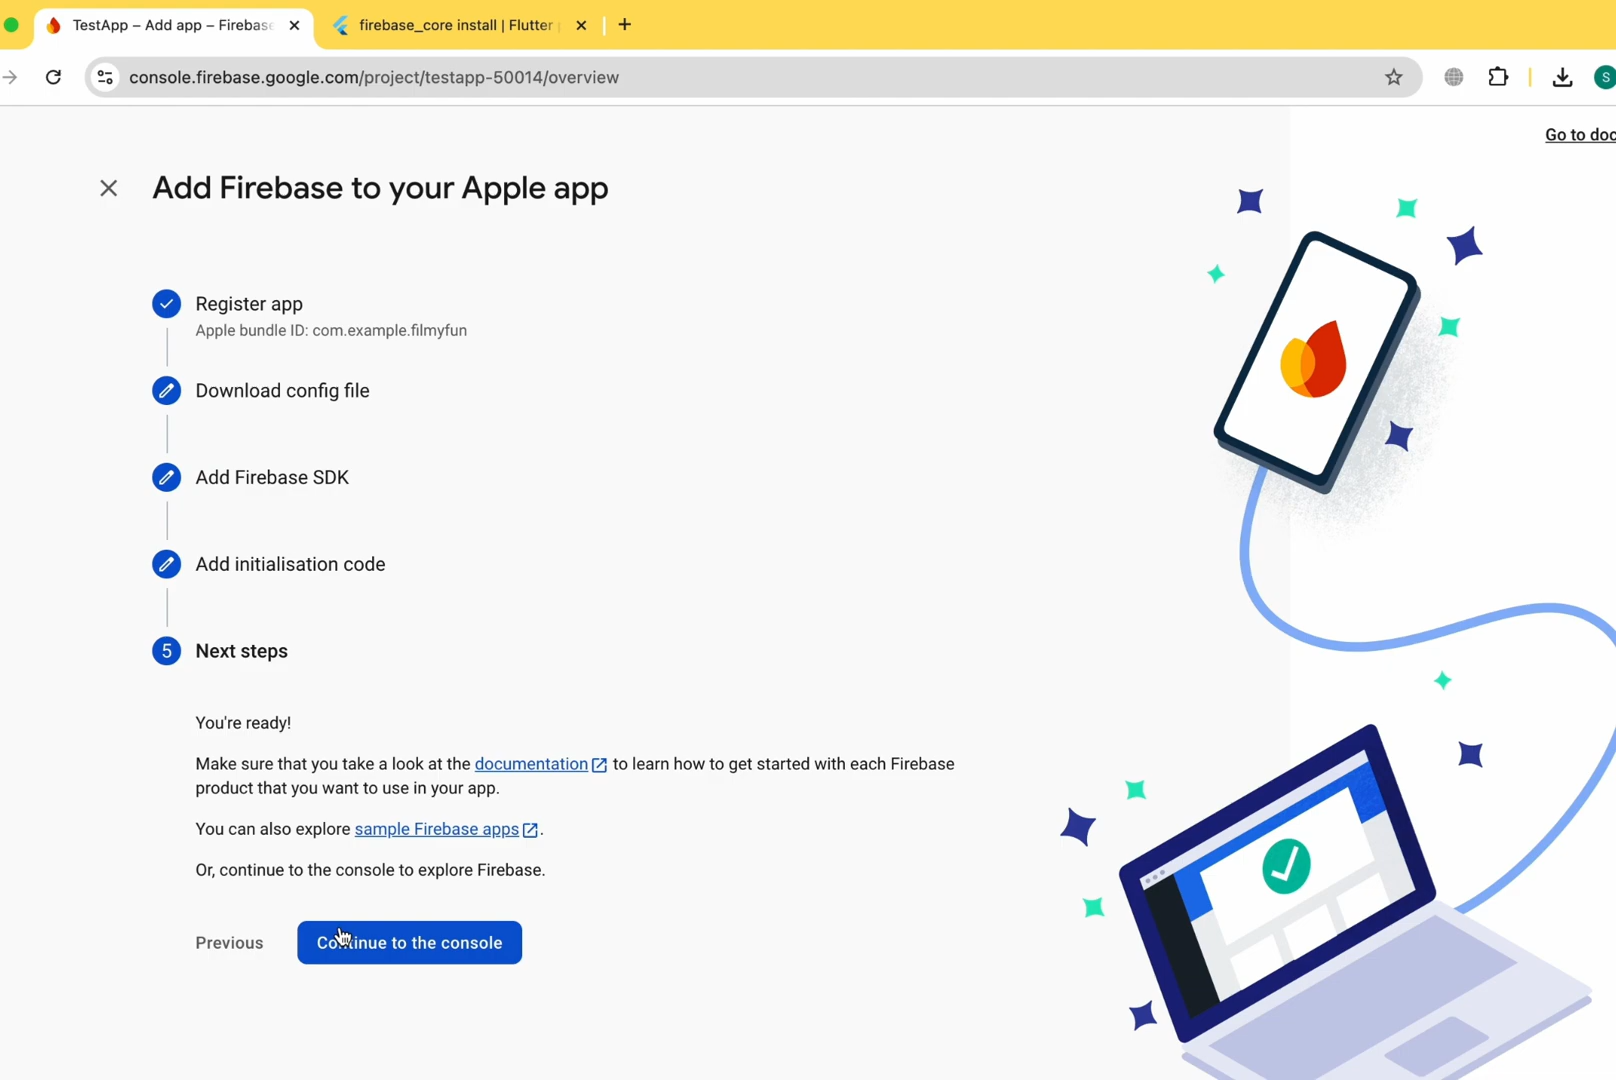 TestApp – Add app – Firebase
firebase_core install | Flutter
console.firebase.google.com/project/testapp-50014/overview
S
Go to doc
Add Firebase to your Apple app
Register app
Apple bundle ID: com.example.filmyfun
Download config file
Add Firebase SDK
Add initialisation code
5 Next steps
You're ready!
Make sure that you take a look at the documentation to learn how to get started with each Firebase
product that you want to use in your app.
You can also explore sample Firebase apps.
Or, continue to the console to explore Firebase.
Previous
Continue to the console